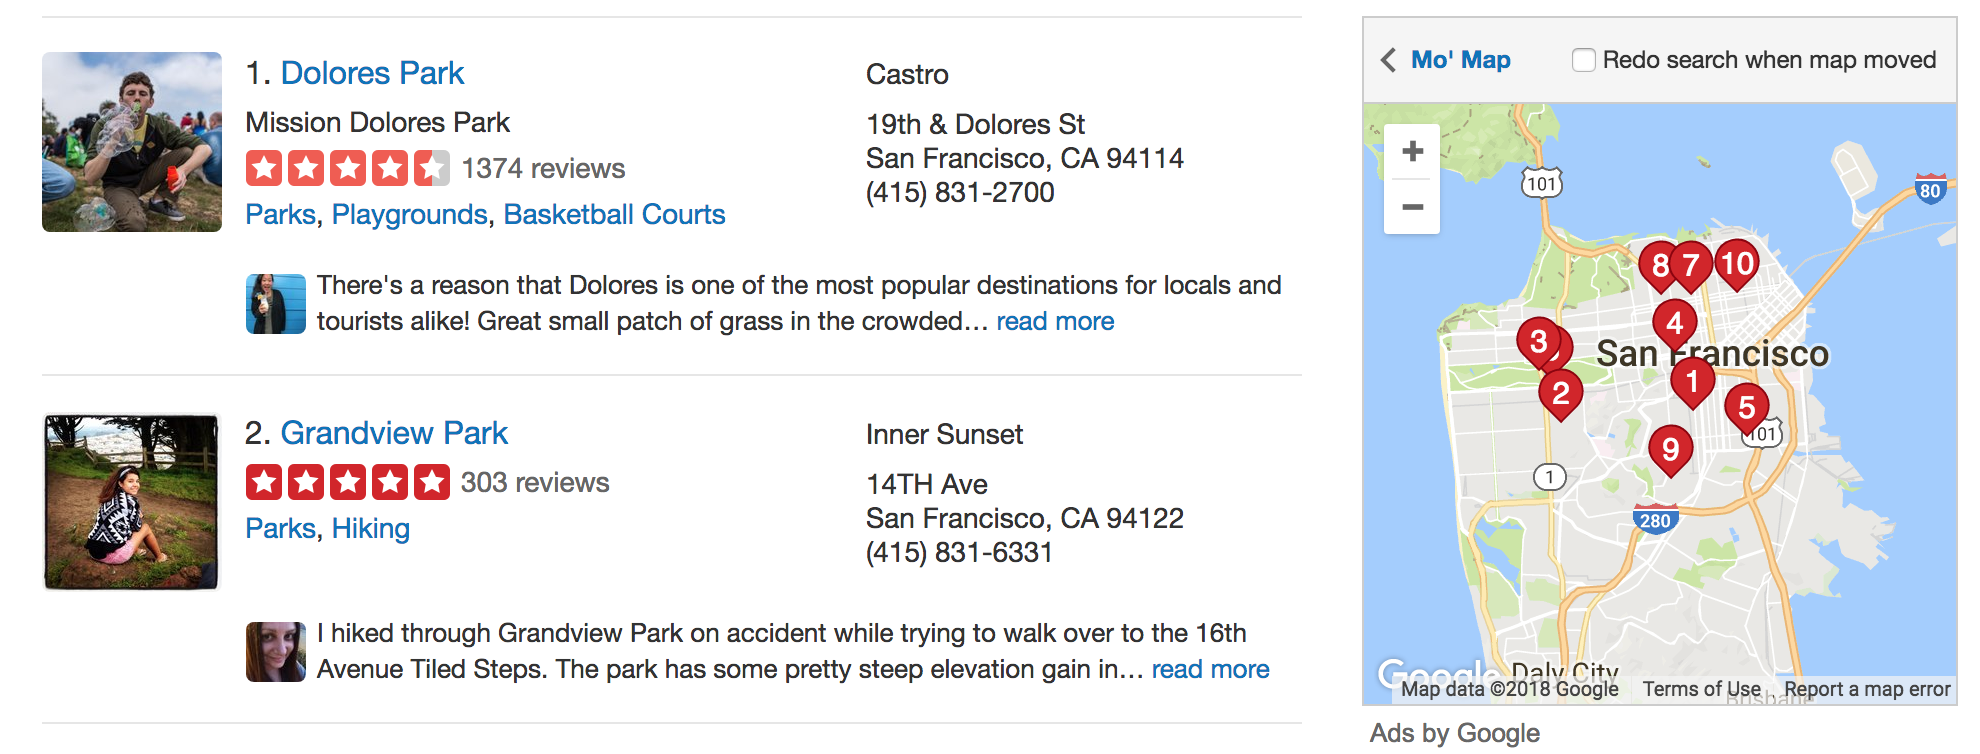 1. Dolores Park
Mission Dolores Park
1374 reviews
Parks, Playgrounds, Basketball Courts
Castro
19th & Dolores St
San Francisco, CA 94114
(415) 831-2700
There's a reason that Dolores is one of the most popular destinations for locals and
tourists alike! Great small patch of grass in the crowded… read more
2. Grandview Park
303 reviews
Parks, Hiking
Inner Sunset
14TH Ave
San Francisco, CA 94122
(415) 831-6331
I hiked through Grandview Park on accident while trying to walk over to the 16th
Avenue Tiled Steps. The park has some pretty steep elevation gain in… read more
Mo' Map
Redo search when map moved
+
−
101
80
8 7 10
4
3
San Francisco
1
2
5
101
9
1
280
Daly City
Google
Map data ©2018 Google Terms of Use Report a map error
Brisbane
Ads by Google